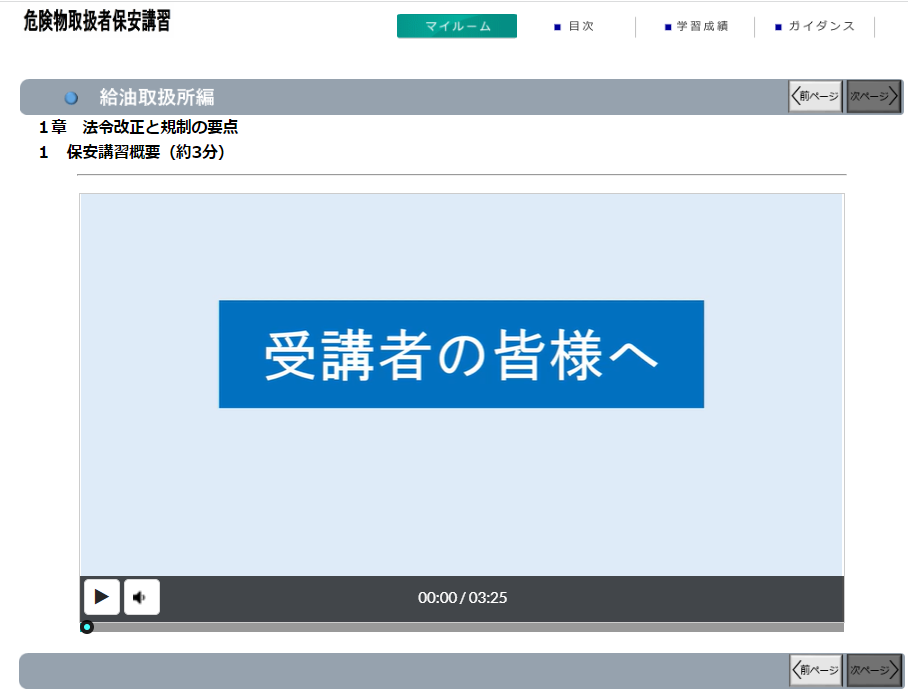 危険物取扱者保安講習
マイルーム
■ 目次
■ 学習成績
■ ガイダンス
給油取扱所編
前ページ
次ページ
1章　法令改正と規制の要点
1　保安講習概要（約3分）
受講者の皆様へ
00:00 / 03:25
前ページ
次ページ